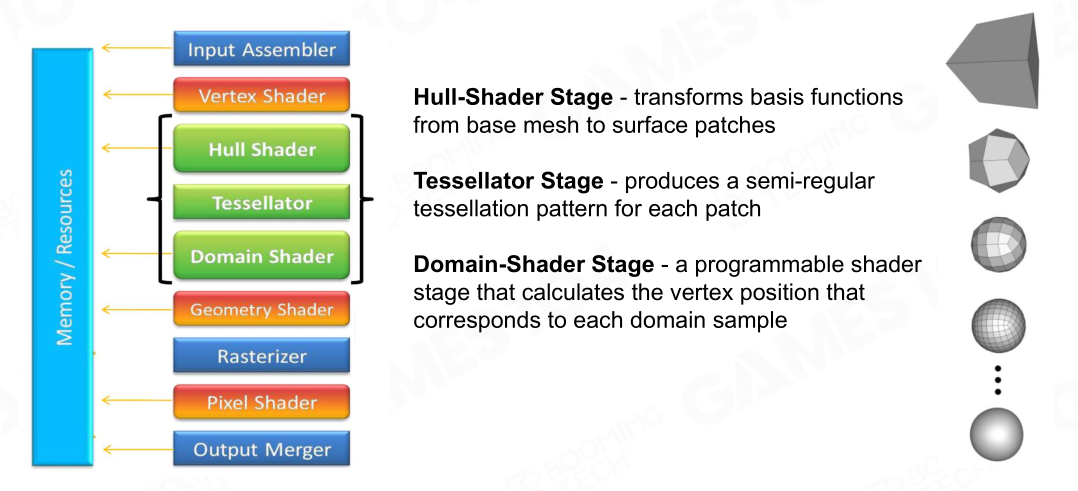 Input Assembler
Vertex Shader
Hull Shader
Tessellator
Domain Shader
Geometry Shader
Rasterizer
Pixel Shader
Output Merger
Memory / Resources
Hull-Shader Stage - transforms basis functions
from base mesh to surface patches
Tessellator Stage - produces a semi-regular
tessellation pattern for each patch
Domain-Shader Stage - a programmable shader
stage that calculates the vertex position that
corresponds to each domain sample